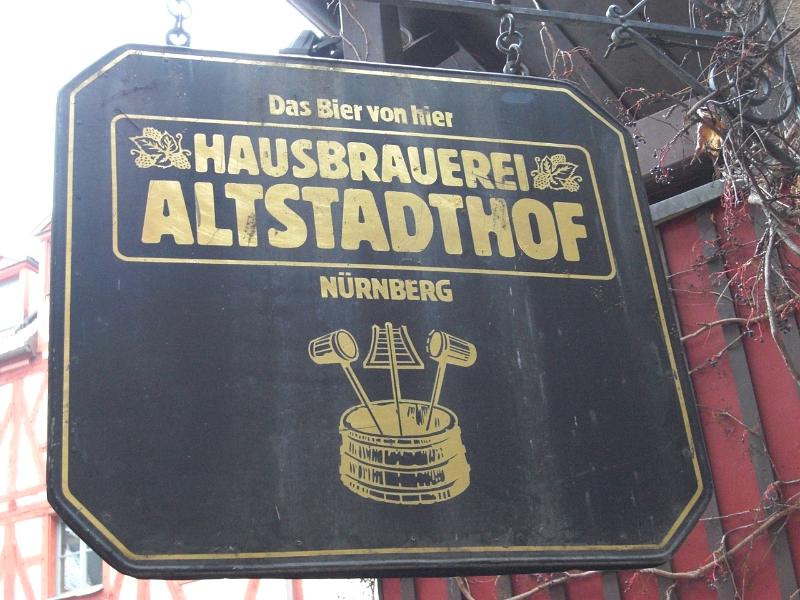 Das Bier von hier
HAUSBRAUEREI
ALTSTADTHOF
NÜRNBERG